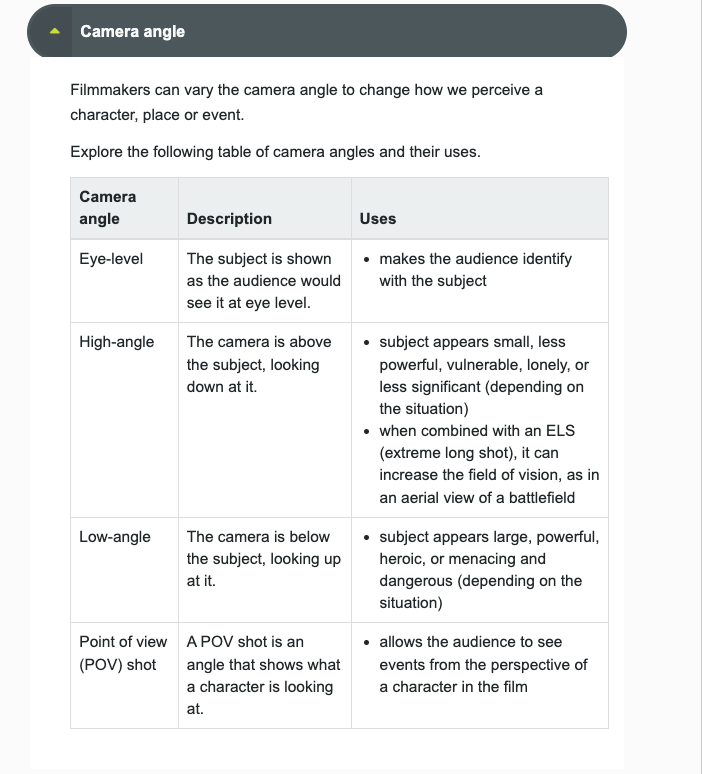 Camera angle
Filmmakers can vary the camera angle to change how we perceive a
character, place or event.
Explore the following table of camera angles and their uses.
Camera
angle
Description
Uses
Eye-level
The subject is shown
as the audience would
see it at eye level.
• makes the audience identify
with the subject
High-angle
The camera is above
the subject, looking
down at it.
• subject appears small, less
powerful, vulnerable, lonely, or
less significant (depending on
the situation)
• when combined with an ELS
(extreme long shot), it can
increase the field of vision, as in
an aerial view of a battlefield
Low-angle
The camera is below
the subject, looking up
at it.
• subject appears large, powerful,
heroic, or menacing and
dangerous (depending on the
situation)
Point of view
(POV) shot
A POV shot is an
angle that shows what
a character is looking
at.
• allows the audience to see
events from the perspective of
a character in the film